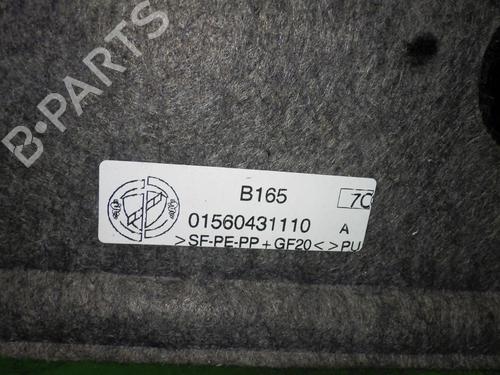 B-PARTS
B165
7C
01560431110 A
>SF-PE-PP+GF20<>PU